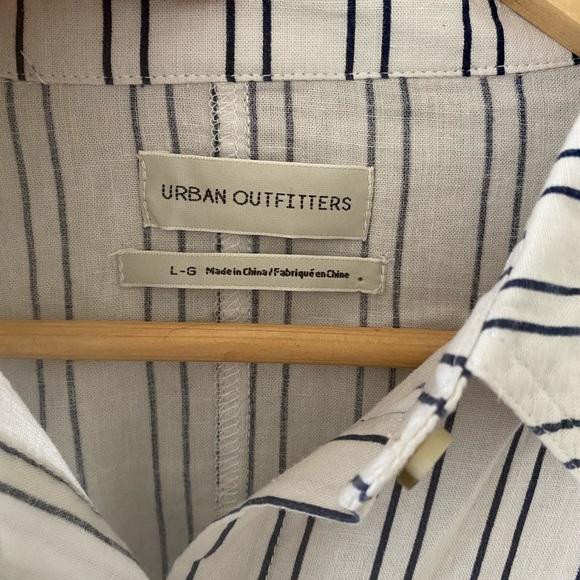 URBAN OUTFITTERS
L-G Made in China/Fabriqué en Chine